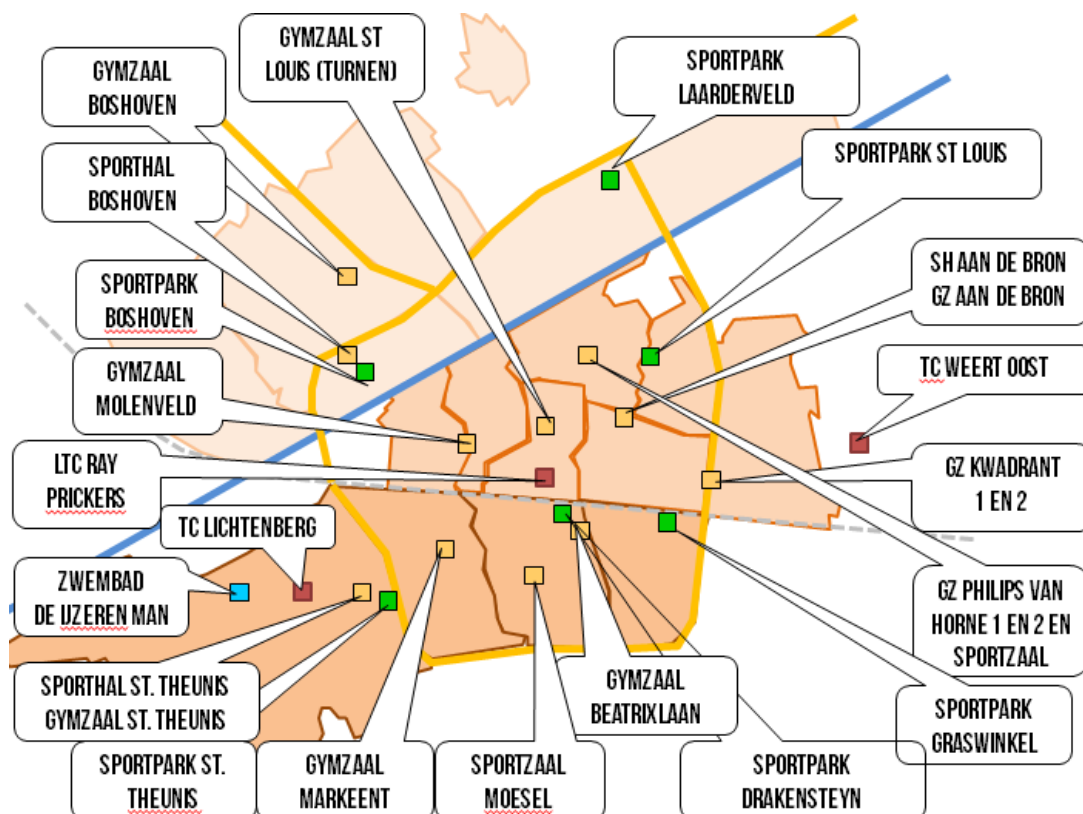 GYMZAAL
BOSHOVEN
GYMZAAL ST
LOUIS (TURNEN)
SPORTPARK
LAARDERVELD
SPORTHAL
BOSHOVEN
SPORTPARK ST LOUIS
SPORTPARK
BOSHOVEN
SH AAN DE BRON
GZ AAN DE BRON
GYMZAAL
MOLENVELD
TC WEERT OOST
LTC RAY
PRICKERS
GZ KWADRANT
1 EN 2
TC LICHTENBERG
ZWEMBAD
DE IJZEREN MAN
GZ PHILIPS VAN
HORNE 1 EN 2 EN
SPORTZAAL
SPORTHAL ST. THEUNIS
GYMZAAL ST. THEUNIS
GYMZAAL
BEATRIXLAAN
SPORTPARK
GRASWINKEL
SPORTPARK ST.
THEUNIS
GYMZAAL
MARKEENT
SPORTZAAL
MOESEL
SPORTPARK
DRAKENSTEYN